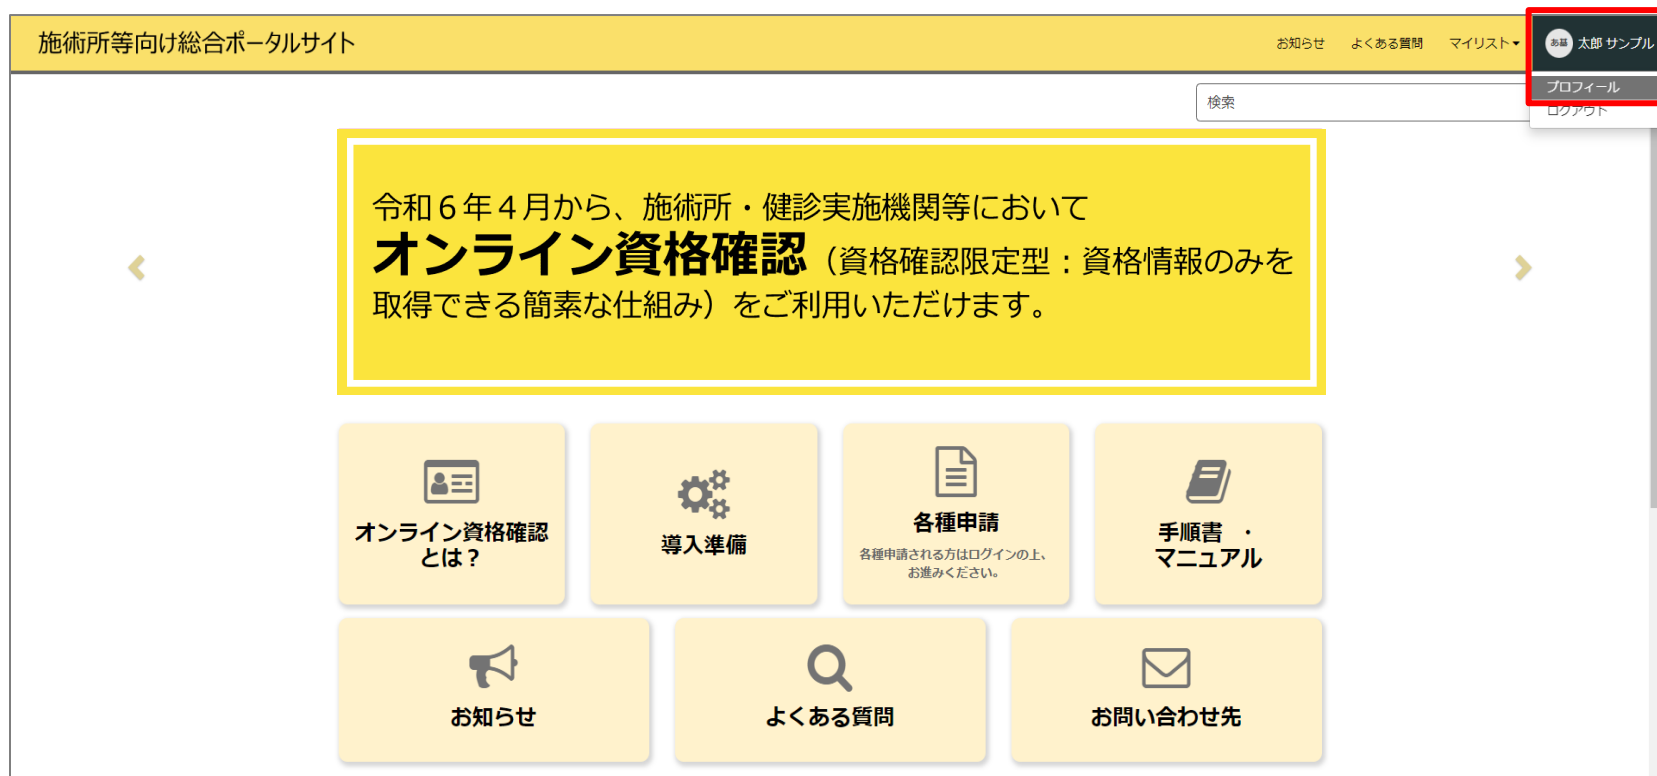 施術所等向け総合ポータルサイト
お知らせ
よくある質問
マイリスト
あ基 太郎 サンプル
プロフィール
ログアウト
検索
令和６年４月から、施術所・健診実施機関等において
オンライン資格確認（資格確認限定型：資格情報のみを
取得できる簡素な仕組み）をご利用いただけます。
オンライン資格確認
とは？
導入準備
各種申請
各種申請される方はログインの上、
お進みください。
手順書 ・
マニュアル
お知らせ
よくある質問
お問い合わせ先